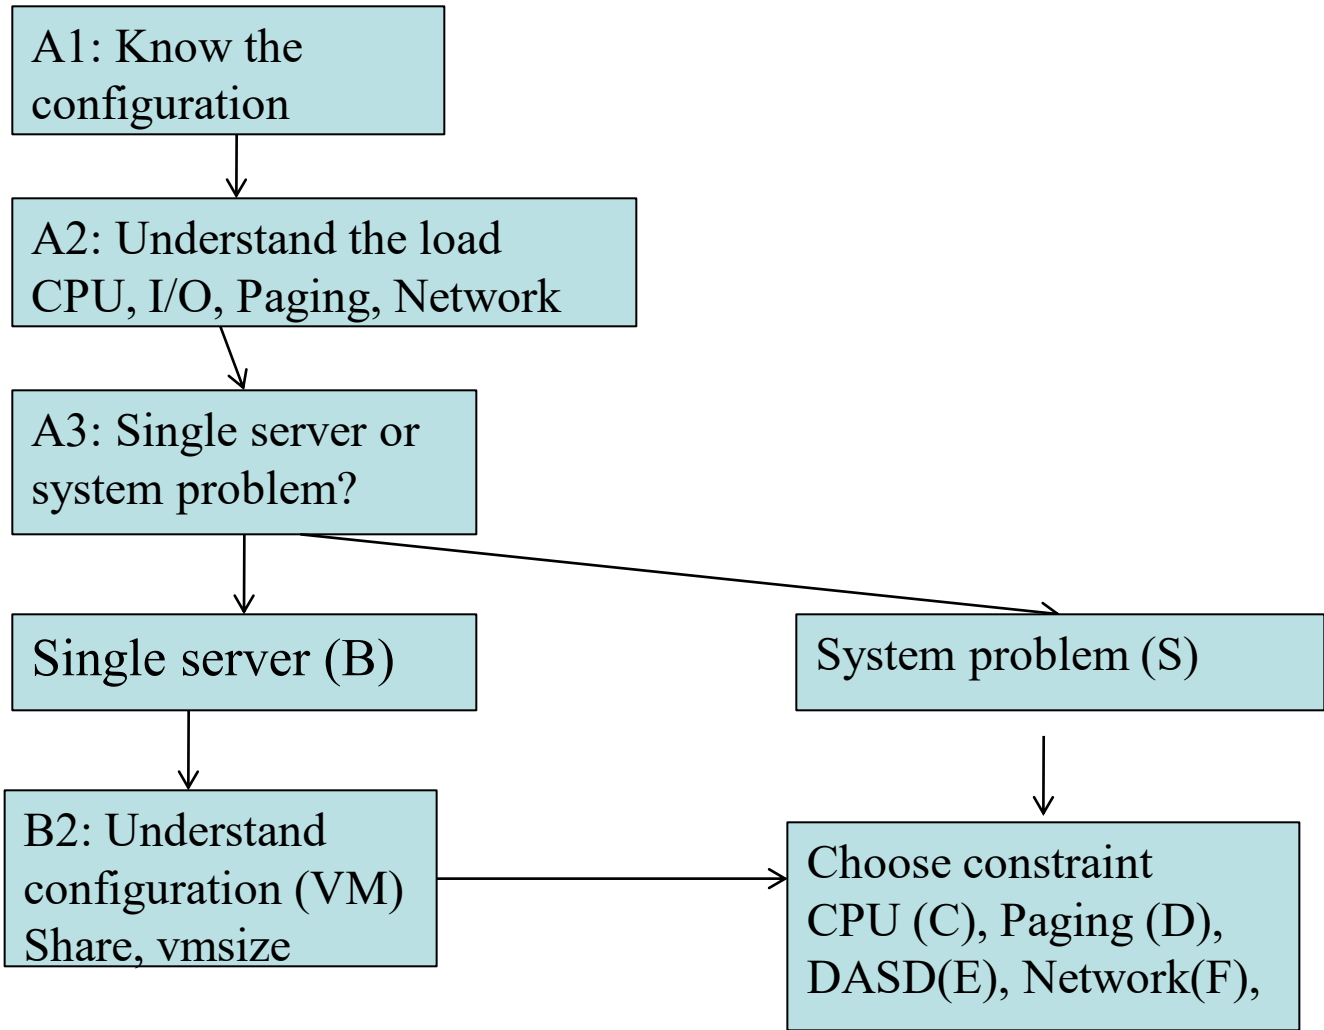 A1: Know the
configuration
A2: Understand the load
CPU, I/O, Paging, Network
A3: Single server or
system problem?
Single server (B)
System problem (S)
B2: Understand
configuration (VM)
Share, vmsize
Choose constraint
CPU (C), Paging (D),
DASD(E), Network(F),